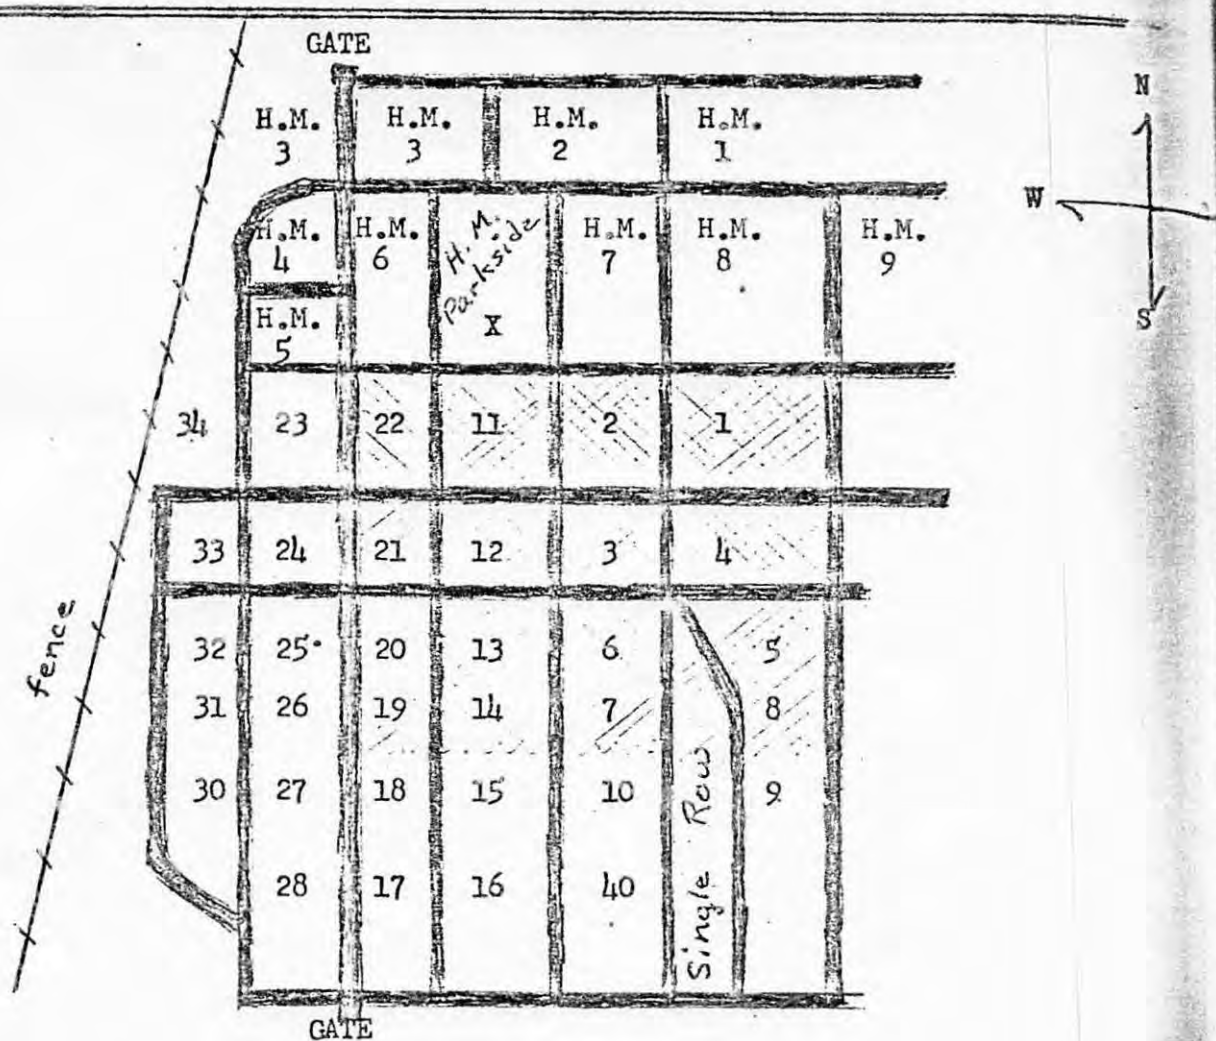 GATE
N
H.M. H.M. H.M. H.M.
3 3 2 1
W
H.M. H.M. H.M. Parkside H.M. H.M. H.M.
4 6 X 7 8 9
S
H.M.
5
34 23 22 11 2 1
33 24 21 12 3 4
fence
32 25 20 13 6 5
31 26 19 14 7 8
30 27 18 15 10 9
Single Row
28 17 16 40
GATE